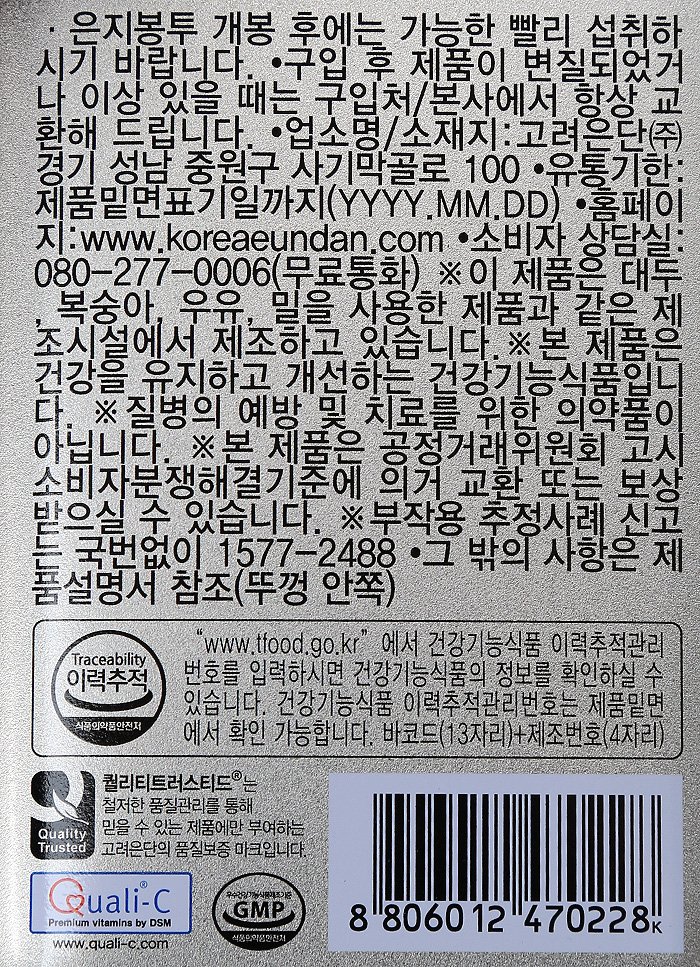 · 은지봉투 개봉 후에는 가능한 빨리 섭취하
시기 바랍니다. •구입 후 제품이 변질되었거
나 이상 있을 때는 구입처/본사에서 항상 교
환해 드립니다. •업소명/소재지:고려은단㈜
경기 성남 중원구 사기막골로 100 •유통기한:
제품밑면표기일까지(YYYY.MM.DD) •홈페이
지:www.koreaeundan.com •소비자 상담실:
080-277-0006(무료통화) ※이 제품은 대두
, 복숭아, 우유, 밀을 사용한 제품과 같은 제
조시설에서 제조하고 있습니다.※본 제품은
건강을 유지하고 개선하는 건강기능식품입니
다. ※질병의 예방 및 치료를 위한 의약품이
아닙니다. ※본 제품은 공정거래위원회 고시
소비자분쟁해결기준에 의거 교환 또는 보상
받으실 수 있습니다. ※부작용 추정사례 신고
는 국번없이 1577-2488 •그 밖의 사항은 제
품설명서 참조(뚜껑 안쪽)
Traceability
이력추적
식품의약품안전처
“www.tfood.go.kr” 에서 건강기능식품 이력추적관리
번호를 입력하시면 건강기능식품의 정보를 확인하실 수
있습니다. 건강기능식품 이력추적관리번호는 제품밑면
에서 확인 가능합니다. 바코드(13자리)+제조번호(4자리)
Quality
Trusted
퀄리티트러스티드®는
철저한 품질관리를 통해
믿을 수 있는 제품에만 부여하는
고려은단의 품질보증 마크입니다.
Quali®-C
Premium vitamins by DSM
www.quali-c.com
우수건강기능식품제조기준
GMP
식품의약품안전처
8 806012 470228 K